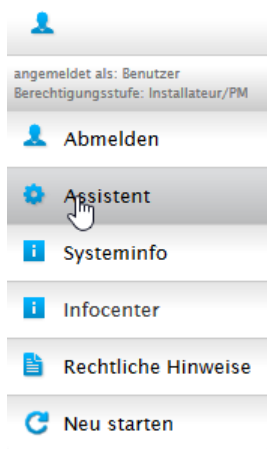 angemeldet als: Benutzer
Berechtigungsstufe: Installateur/PM
Abmelden
Assistent
Systeminfo
Infocenter
Rechtliche Hinweise
Neu starten